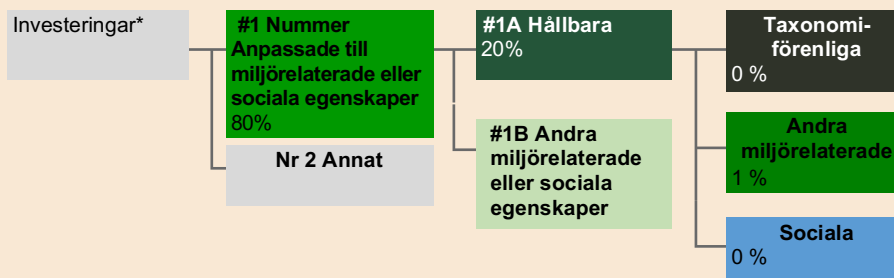 Investeringar*
#1 Nummer
Anpassade till
miljörelaterade eller
sociala egenskaper
80%
Nr 2 Annat
#1A Hållbara
20%
#1B Andra
miljörelaterade
eller sociala
egenskaper
Taxonomi-
förenliga
0 %
Andra
miljörelaterade
1 %
Sociala
0 %